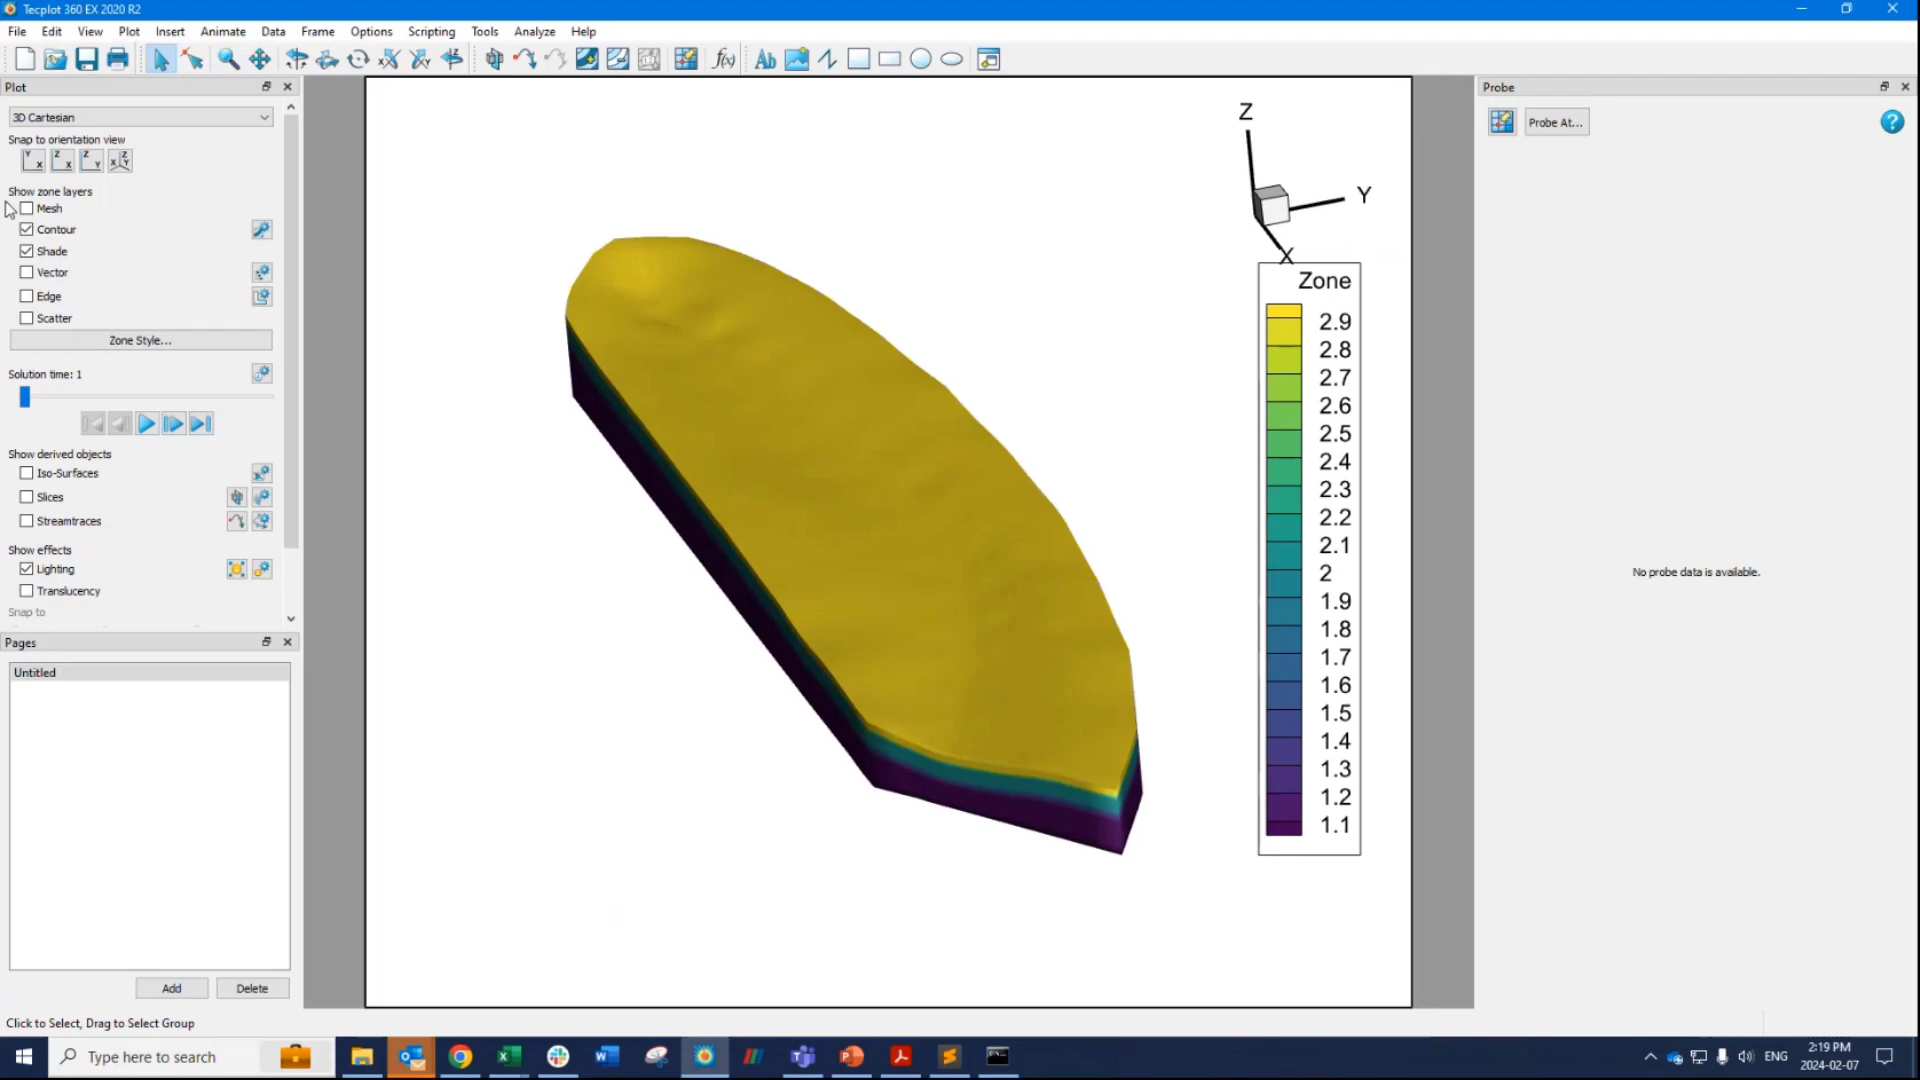 Tecplot 360 EX 2020 R2
File Edit View Plot Insert Animate Data Frame Options Scripting Tools Analyze Help
Plot
3D Cartesian
Snap to orientation view
Show zone layers
Mesh
Contour
Shade
Vector
Edge
Scatter
Zone Style...
Solution time: 1
Show derived objects
Iso-Surfaces
Slices
Streamtraces
Show effects
Lighting
Translucency
Snap to
Pages
Untitled
Add Delete
Click to Select, Drag to Select Group
Z
Y
X
Zone
2.9
2.8
2.7
2.6
2.5
2.4
2.3
2.2
2.1
2
1.9
1.8
1.7
1.6
1.5
1.4
1.3
1.2
1.1
Probe
Probe At...
No probe data is available.
Type here to search
ENG
2:19 PM
2024-02-07